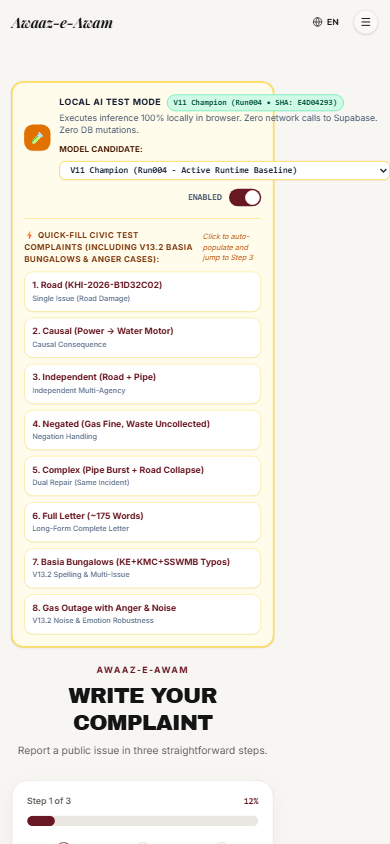 Awaaz-e-Awam
EN
LOCAL AI TEST MODE
V11 Champion (Run004 • SHA: E4D04293)
Executes inference 100% locally in browser. Zero network calls to Supabase.
Zero DB mutations.
MODEL CANDIDATE:
V11 Champion (Run004 - Active Runtime Baseline)
ENABLED
QUICK-FILL CIVIC TEST
COMPLAINTS (INCLUDING V13.2 BASIA
BUNGALOWS & ANGER CASES):
Click to auto-
populate and
jump to Step 3
1. Road (KHI-2026-B1D32C02)
Single Issue (Road Damage)
2. Causal (Power → Water Motor)
Causal Consequence
3. Independent (Road + Pipe)
Independent Multi-Agency
4. Negated (Gas Fine, Waste Uncollected)
Negation Handling
5. Complex (Pipe Burst + Road Collapse)
Dual Repair (Same Incident)
6. Full Letter (~175 Words)
Long-Form Complete Letter
7. Basia Bungalows (KE+KMC+SSWMB Typos)
V13.2 Spelling & Multi-Issue
8. Gas Outage with Anger & Noise
V13.2 Noise & Emotion Robustness
AWAAZ-E-AWAM
WRITE YOUR
COMPLAINT
Report a public issue in three straightforward steps.
Step 1 of 3
12%